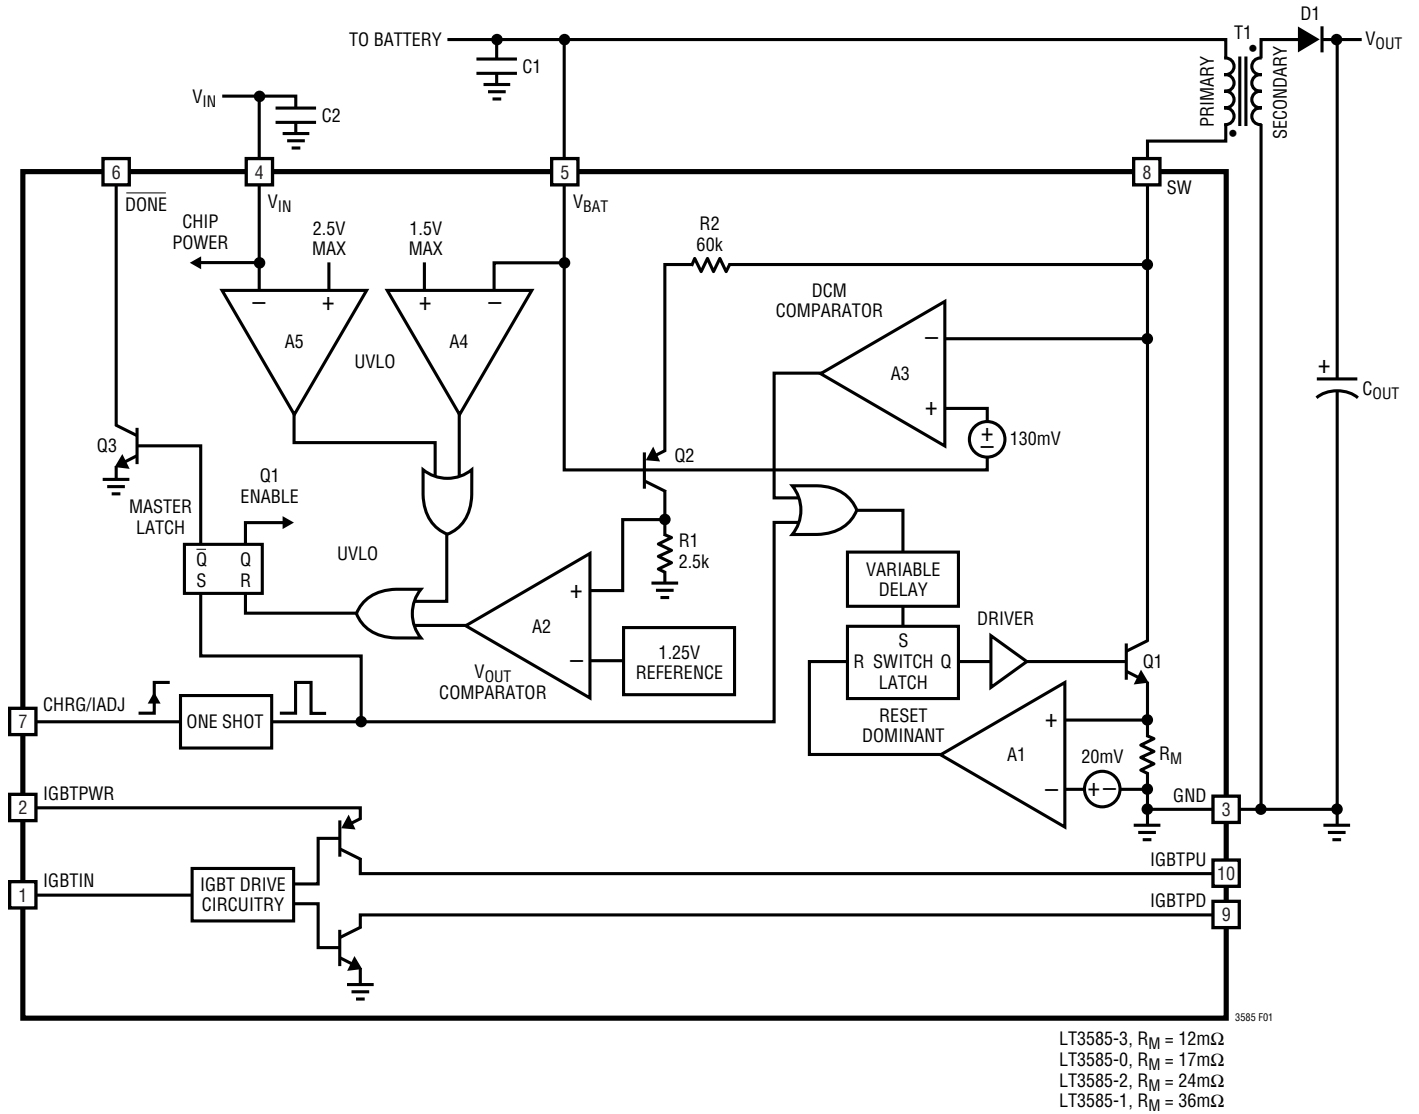 D1
T1
TO BATTERY
VOUT
C1
PRIMARY
SECONDARY
VIN
C2
6
4
5
8
DONE
VIN
VBAT
SW
CHIP
POWER
2.5V
MAX
1.5V
MAX
R2
60k
DCM
COMPARATOR
− +
+ −
−
A5
UVLO
A4
A3
+
+
COUT
Q3
+
−
130mV
Q2
Q1
ENABLE
MASTER
LATCH
R1
2.5k
UVLO
Q Q
S R
VARIABLE
DELAY
+
A2
−
DRIVER
1.25V
REFERENCE
S
R SWITCH Q
LATCH
Q1
VOUT
COMPARATOR
CHRG/IADJ
7
ONE SHOT
RESET
DOMINANT
+
A1
20mV
RM
−
+−
IGBTPWR
2
GND
3
IGBTIN
1
IGBT DRIVE
CIRCUITRY
IGBTPU
10
IGBTPD
9
3585 F01
LT3585-3, RM = 12mΩ
LT3585-0, RM = 17mΩ
LT3585-2, RM = 24mΩ
LT3585-1, RM = 36mΩ